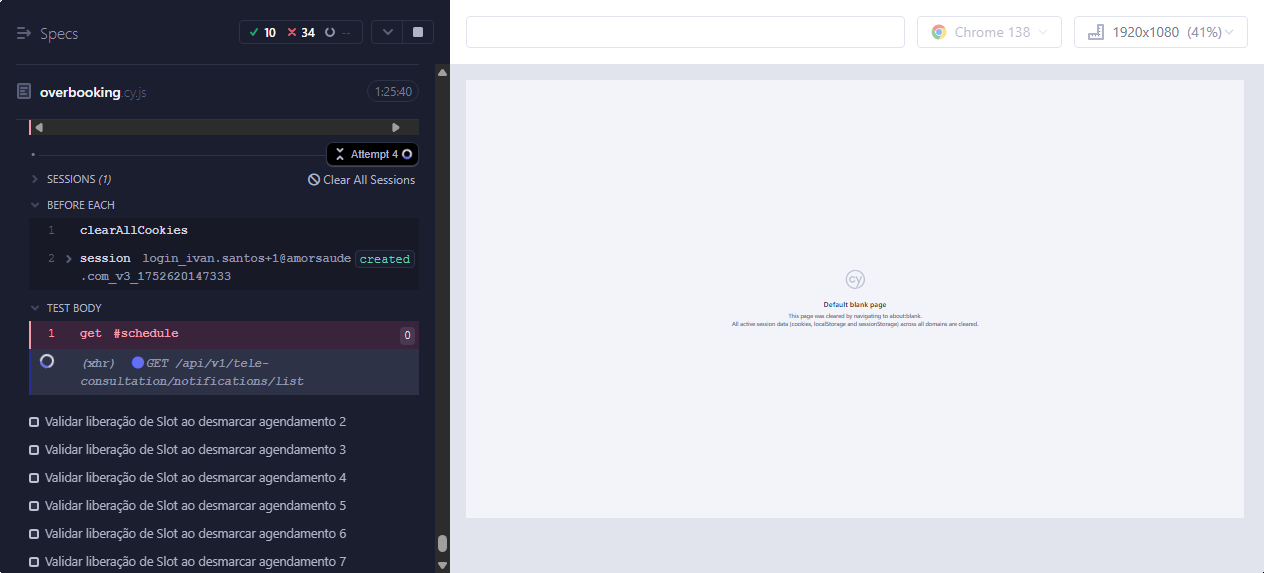 Specs
10 34 --
Chrome 138
1920x1080 (41%)
overbooking.cy.js
1:25:40
Attempt 4
SESSIONS (1)
Clear All Sessions
BEFORE EACH
1 clearAllCookies
2 session login_ivan.santos+1@amorsaude created
.com_v3_1752620147333
TEST BODY
1 get #schedule 0
(xhr) GET /api/v1/tele-
consultation/notifications/list
Validar liberação de Slot ao desmarcar agendamento 2
Validar liberação de Slot ao desmarcar agendamento 3
Validar liberação de Slot ao desmarcar agendamento 4
Validar liberação de Slot ao desmarcar agendamento 5
Validar liberação de Slot ao desmarcar agendamento 6
Validar liberação de Slot ao desmarcar agendamento 7
cy
Default blank page
This page was cleared by navigating to about:blank.
All active session data (cookies, localStorage and sessionStorage) across all domains are cleared.